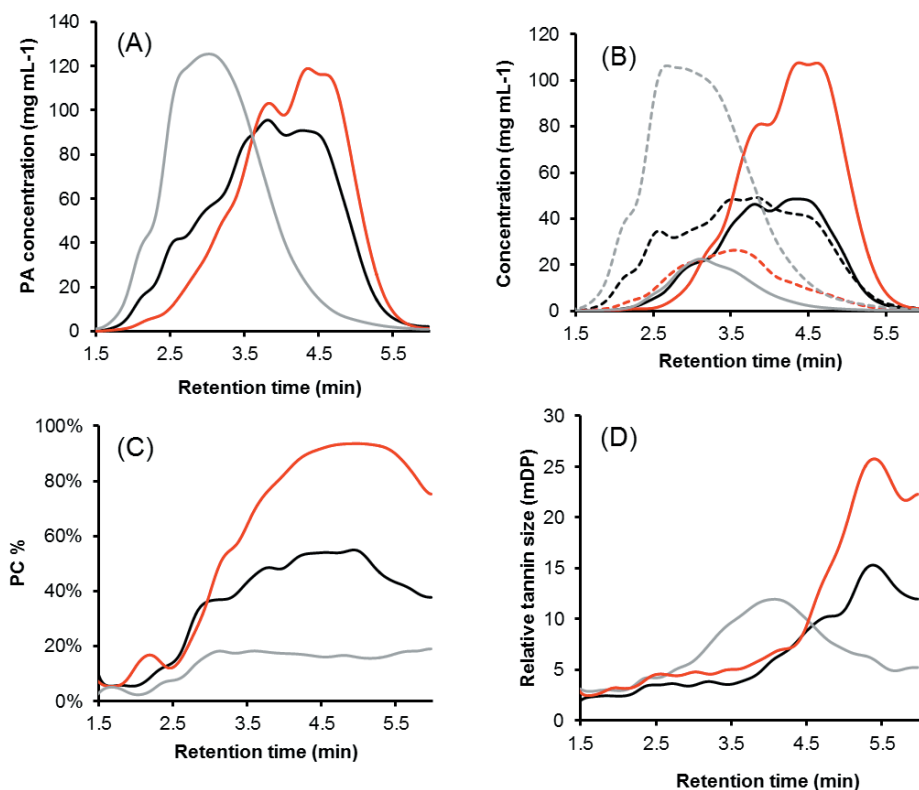 (A)
PA concentration (mg mL-1)
140
120
100
80
60
40
20
0
1.5 2.5 3.5 4.5 5.5
Retention time (min)
(B)
Concentration (mg mL-1)
120
100
80
60
40
20
0
1.5 2.5 3.5 4.5 5.5
Retention time (min)
(C)
PC %
100%
80%
60%
40%
20%
0%
1.5 2.5 3.5 4.5 5.5
Retention time (min)
(D)
Relative tannin size (mDP)
30
25
20
15
10
5
0
1.5 2.5 3.5 4.5 5.5
Retention time (min)